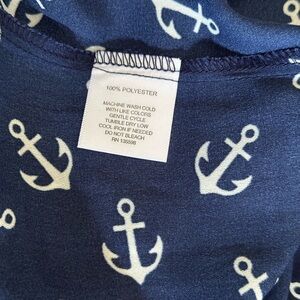 100% POLYESTER
MACHINE WASH COLD
WITH LIKE COLORS
GENTLE CYCLE
TUMBLE DRY LOW
COOL IRON IF NEEDED
DO NOT BLEACH
RN 135598